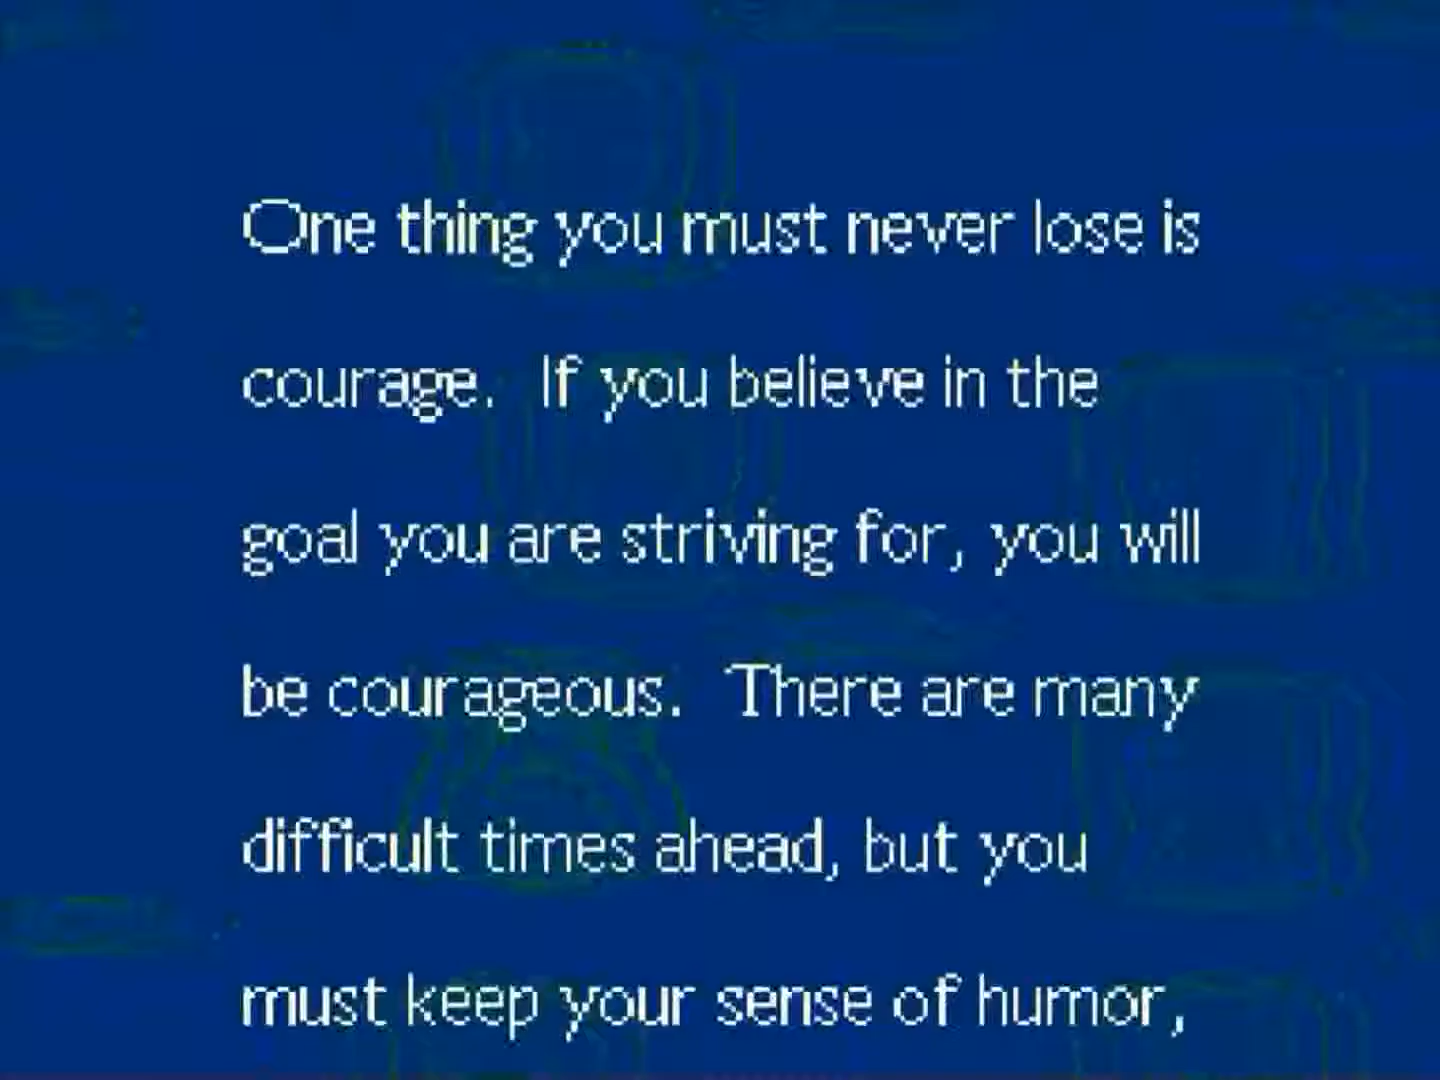 One thing you must never lose is
courage.  If you believe in the
goal you are striving for, you will
be courageous.  There are many
difficult times ahead, but you
must keep your sense of humor,